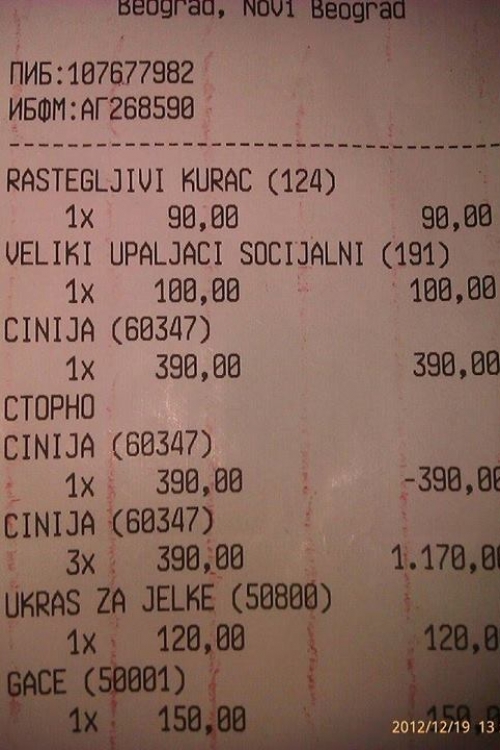 Beograd, Novi Beograd
ПИБ:107677982
ИБФМ:АГ268590
RASTEGLJIVI KURAC (124)
1x 90,00 90,00
VELIKI UPALJACI SOCIJALNI (191)
1x 100,00 100,00
CINIJA (60347)
1x 390,00 390,00
СТОРНО
CINIJA (60347)
1x 390,00 -390,00
CINIJA (60347)
3x 390,00 1.170,0
UKRAS ZA JELKE (50800)
1x 120,00 120,0
GACE (50001)
1x 150,00 150,0
2012/12/19 13